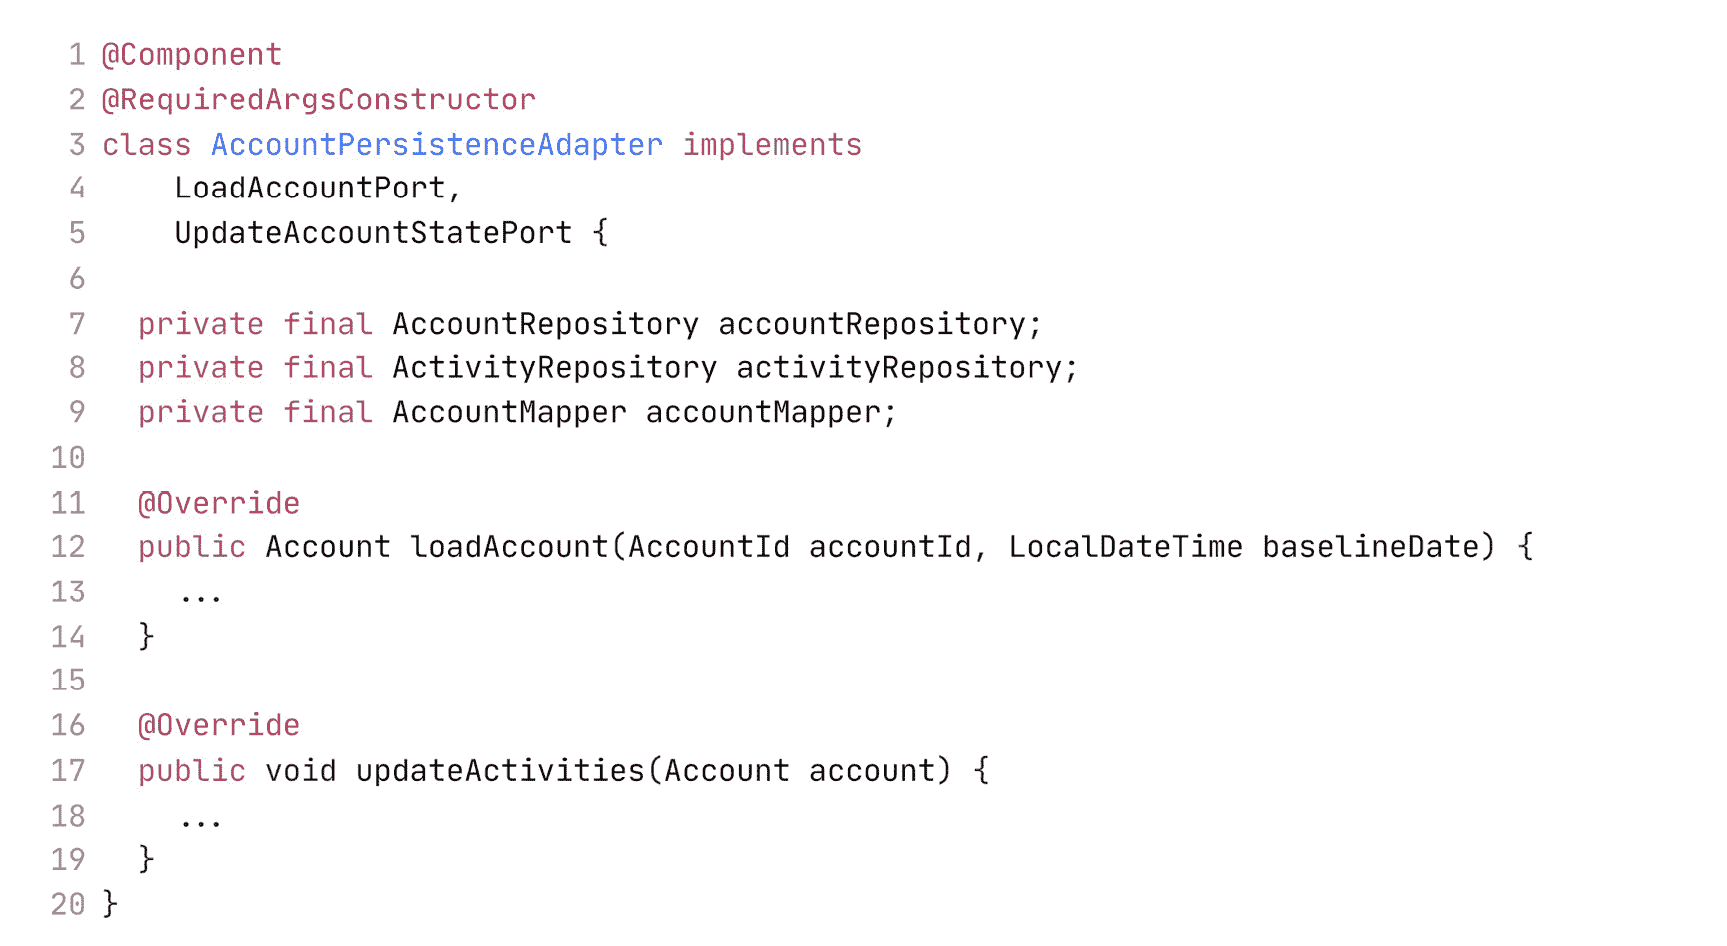 1 @Component
2 @RequiredArgsConstructor
3 class AccountPersistenceAdapter implements
4     LoadAccountPort,
5     UpdateAccountStatePort {
6
7   private final AccountRepository accountRepository;
8   private final ActivityRepository activityRepository;
9   private final AccountMapper accountMapper;
10
11   @Override
12   public Account loadAccount(AccountId accountId, LocalDateTime baselineDate) {
13     ...
14   }
15
16   @Override
17   public void updateActivities(Account account) {
18     ...
19   }
20 }